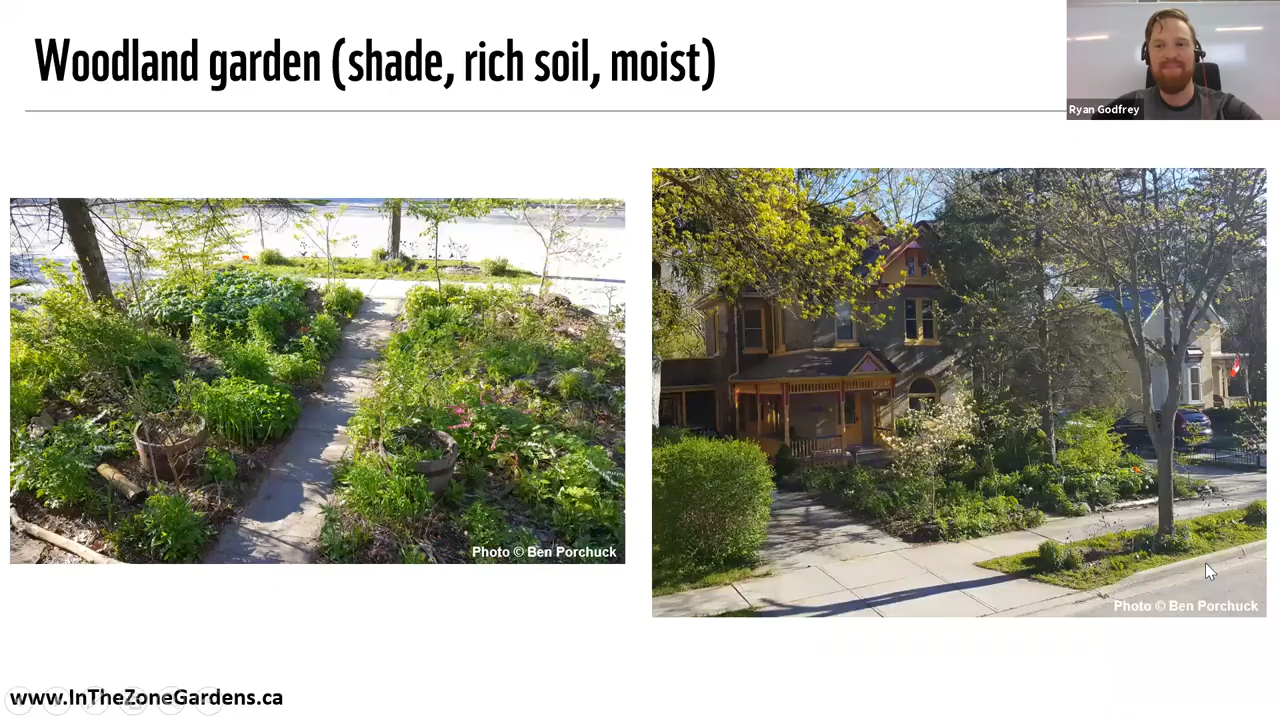 Woodland garden (shade, rich soil, moist)
Ryan Godfrey
Photo © Ben Porchuck
Photo © Ben Porchuck
www.InTheZoneGardens.ca